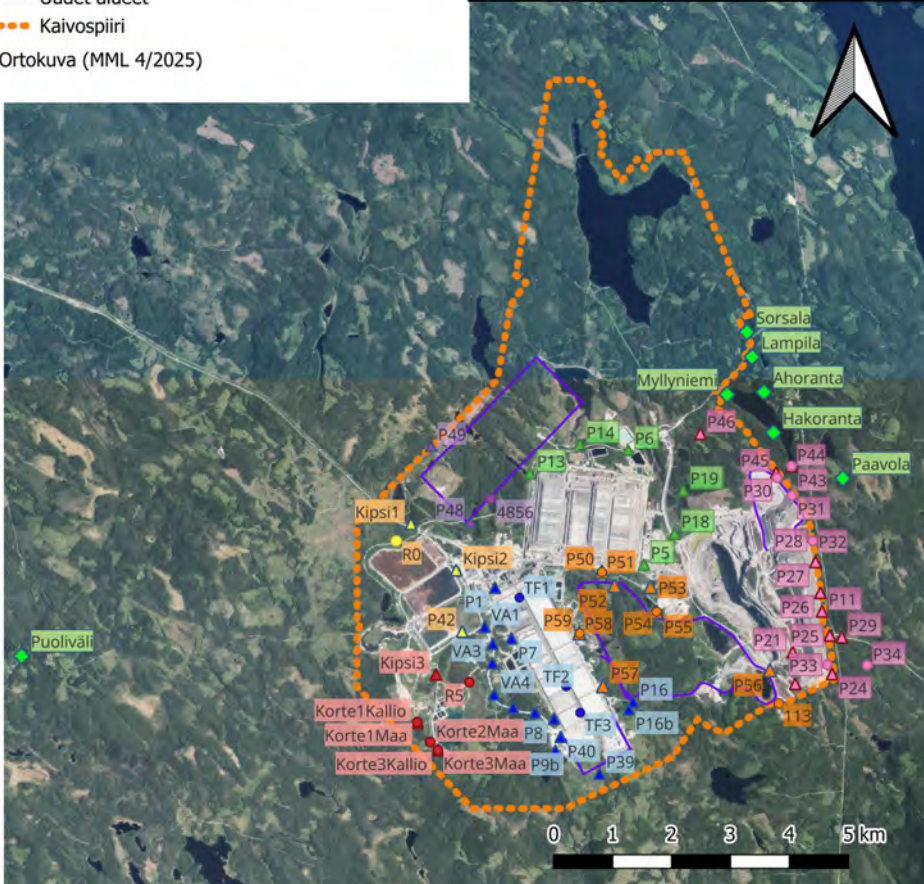 Uudet alueet
Kaivospiiri
Ortokuva (MML 4/2025)
Sorsala
Lampila
Myllyniemi
Ahoranta
Hakoranta
P46
P49
P14
P6
P13
P45
P44
Paavola
P30
P43
P19
P31
P48
4856
Kipsi1
P18
P28
P32
R0
Kipsi2
P50
P51
P5
P27
P1
TF1
P52
P53
P11
P42
VA1
P59
P58
P54
P55
P26
P21
P25
P29
Puoliväli
VA3
P7
Kipsi3
R5
VA4
TF2
P57
P16
P56
P33
P34
P24
Korte1Kallio
P16b
113
Korte1Maa
Korte2Maa
P8
TF3
Korte3Kallio
Korte3Maa
P9b
P40
P39
0 1 2 3 4 5 km